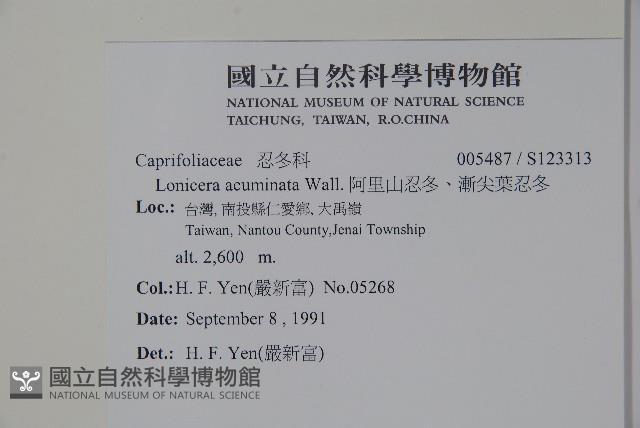 國立自然科學博物館
NATIONAL MUSEUM OF NATURAL SCIENCE
TAICHUNG, TAIWAN, R.O.CHINA
Caprifoliaceae 忍冬科 005487 / S123313
Lonicera acuminata Wall. 阿里山忍冬、漸尖葉忍冬
Loc.: 台灣, 南投縣仁愛鄉, 大禹嶺
Taiwan, Nantou County,Jenai Township
alt. 2,600 m.
Col.: H. F. Yen(嚴新富) No.05268
Date: September 8 , 1991
Det.: H. F. Yen(嚴新富)
國立自然科學博物館
NATIONAL MUSEUM OF NATURAL SCIENCE